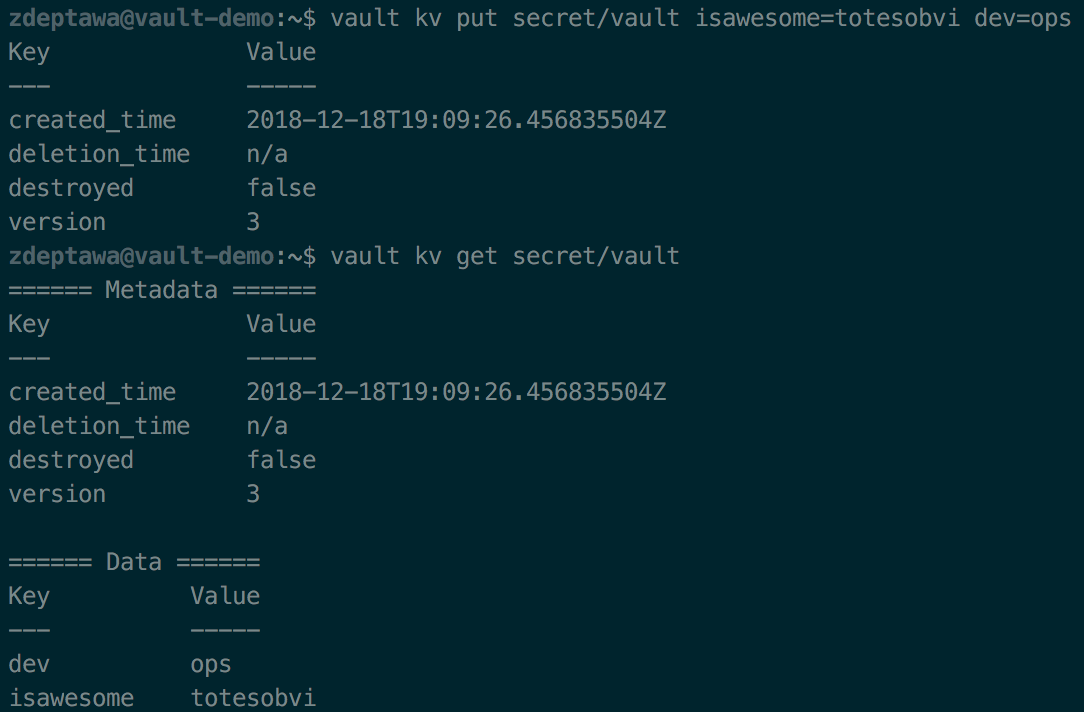 zdeptawa@vault-demo:~$ vault kv put secret/vault isawesome=totesobvi dev=ops
Key              Value
---              -----
created_time     2018-12-18T19:09:26.456835504Z
deletion_time    n/a
destroyed        false
version          3
zdeptawa@vault-demo:~$ vault kv get secret/vault
====== Metadata ======
Key              Value
---              -----
created_time     2018-12-18T19:09:26.456835504Z
deletion_time    n/a
destroyed        false
version          3

====== Data ======
Key          Value
---          -----
dev          ops
isawesome    totesobvi